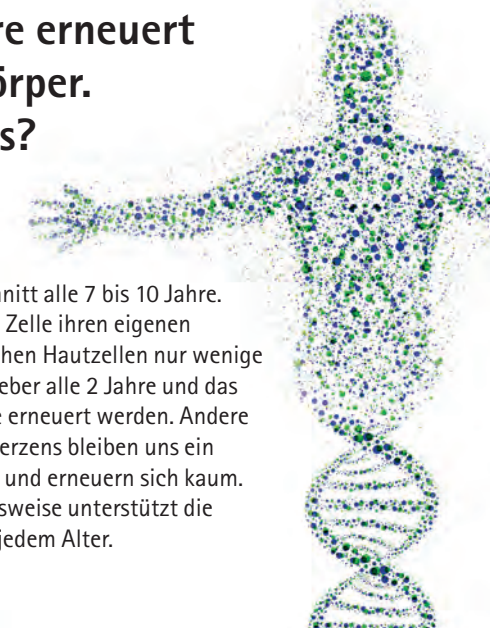 re erneuert
örper.
s?
nitt alle 7 bis 10 Jahre.
Zelle ihren eigenen
chen Hautzellen nur wenige
eber alle 2 Jahre und das
e erneuert werden. Andere
erzens bleiben uns ein
und erneuern sich kaum.
sweise unterstützt die
jedem Alter.